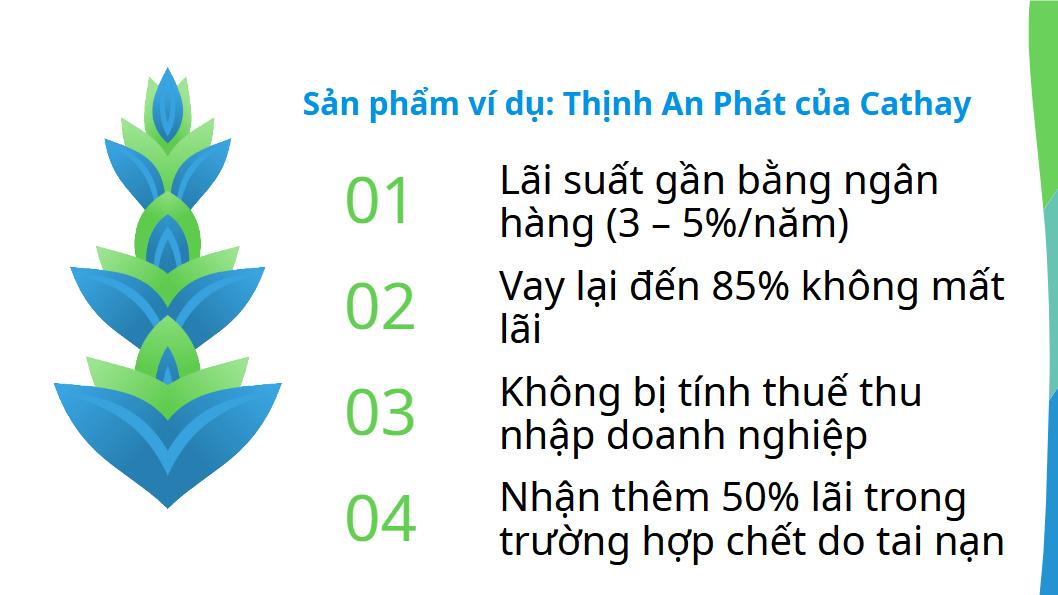 Sản phẩm ví dụ: Thịnh An Phát của Cathay
01
Lãi suất gần bằng ngân
hàng (3 – 5%/năm)
02
Vay lại đến 85% không mất
lãi
03
Không bị tính thuế thu
nhập doanh nghiệp
04
Nhận thêm 50% lãi trong
trường hợp chết do tai nạn